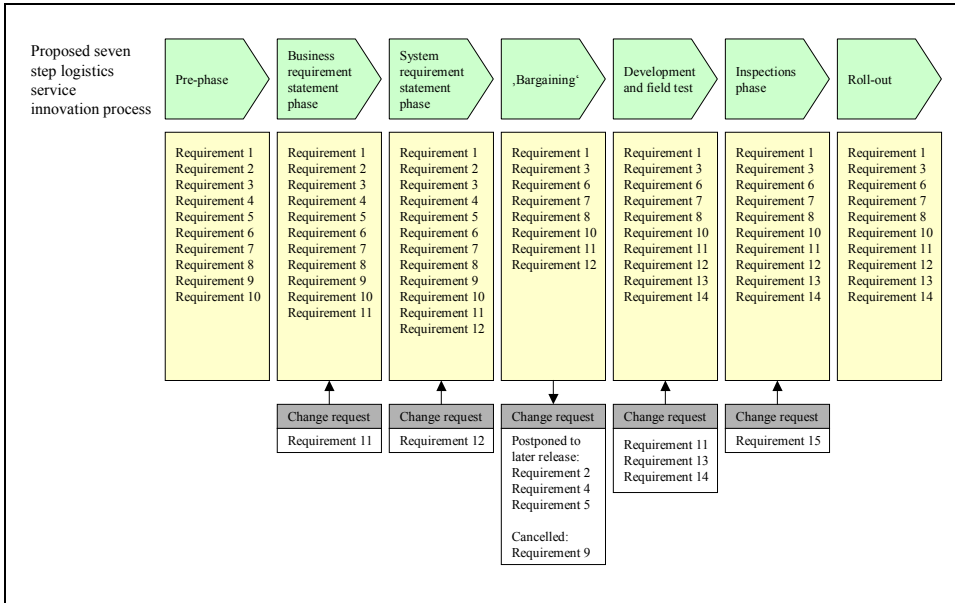 Proposed seven
step logistics
service
innovation process
Pre-phase
Business
requirement
statement
phase
System
requirement
statement
phase
‚Bargaining‘
Development
and field test
Inspections
phase
Roll-out
Requirement 1
Requirement 2
Requirement 3
Requirement 4
Requirement 5
Requirement 6
Requirement 7
Requirement 8
Requirement 9
Requirement 10
Requirement 1
Requirement 2
Requirement 3
Requirement 4
Requirement 5
Requirement 6
Requirement 7
Requirement 8
Requirement 9
Requirement 10
Requirement 11
Requirement 1
Requirement 2
Requirement 3
Requirement 4
Requirement 5
Requirement 6
Requirement 7
Requirement 8
Requirement 9
Requirement 10
Requirement 11
Requirement 12
Requirement 1
Requirement 3
Requirement 6
Requirement 7
Requirement 8
Requirement 10
Requirement 11
Requirement 12
Requirement 1
Requirement 3
Requirement 6
Requirement 7
Requirement 8
Requirement 10
Requirement 11
Requirement 12
Requirement 13
Requirement 14
Requirement 1
Requirement 3
Requirement 6
Requirement 7
Requirement 8
Requirement 10
Requirement 11
Requirement 12
Requirement 13
Requirement 14
Requirement 1
Requirement 3
Requirement 6
Requirement 7
Requirement 8
Requirement 10
Requirement 11
Requirement 12
Requirement 13
Requirement 14
Change request
Requirement 11
Change request
Requirement 12
Change request
Postponed to
later release:
Requirement 2
Requirement 4
Requirement 5
Cancelled:
Requirement 9
Change request
Requirement 11
Requirement 13
Requirement 14
Change request
Requirement 15